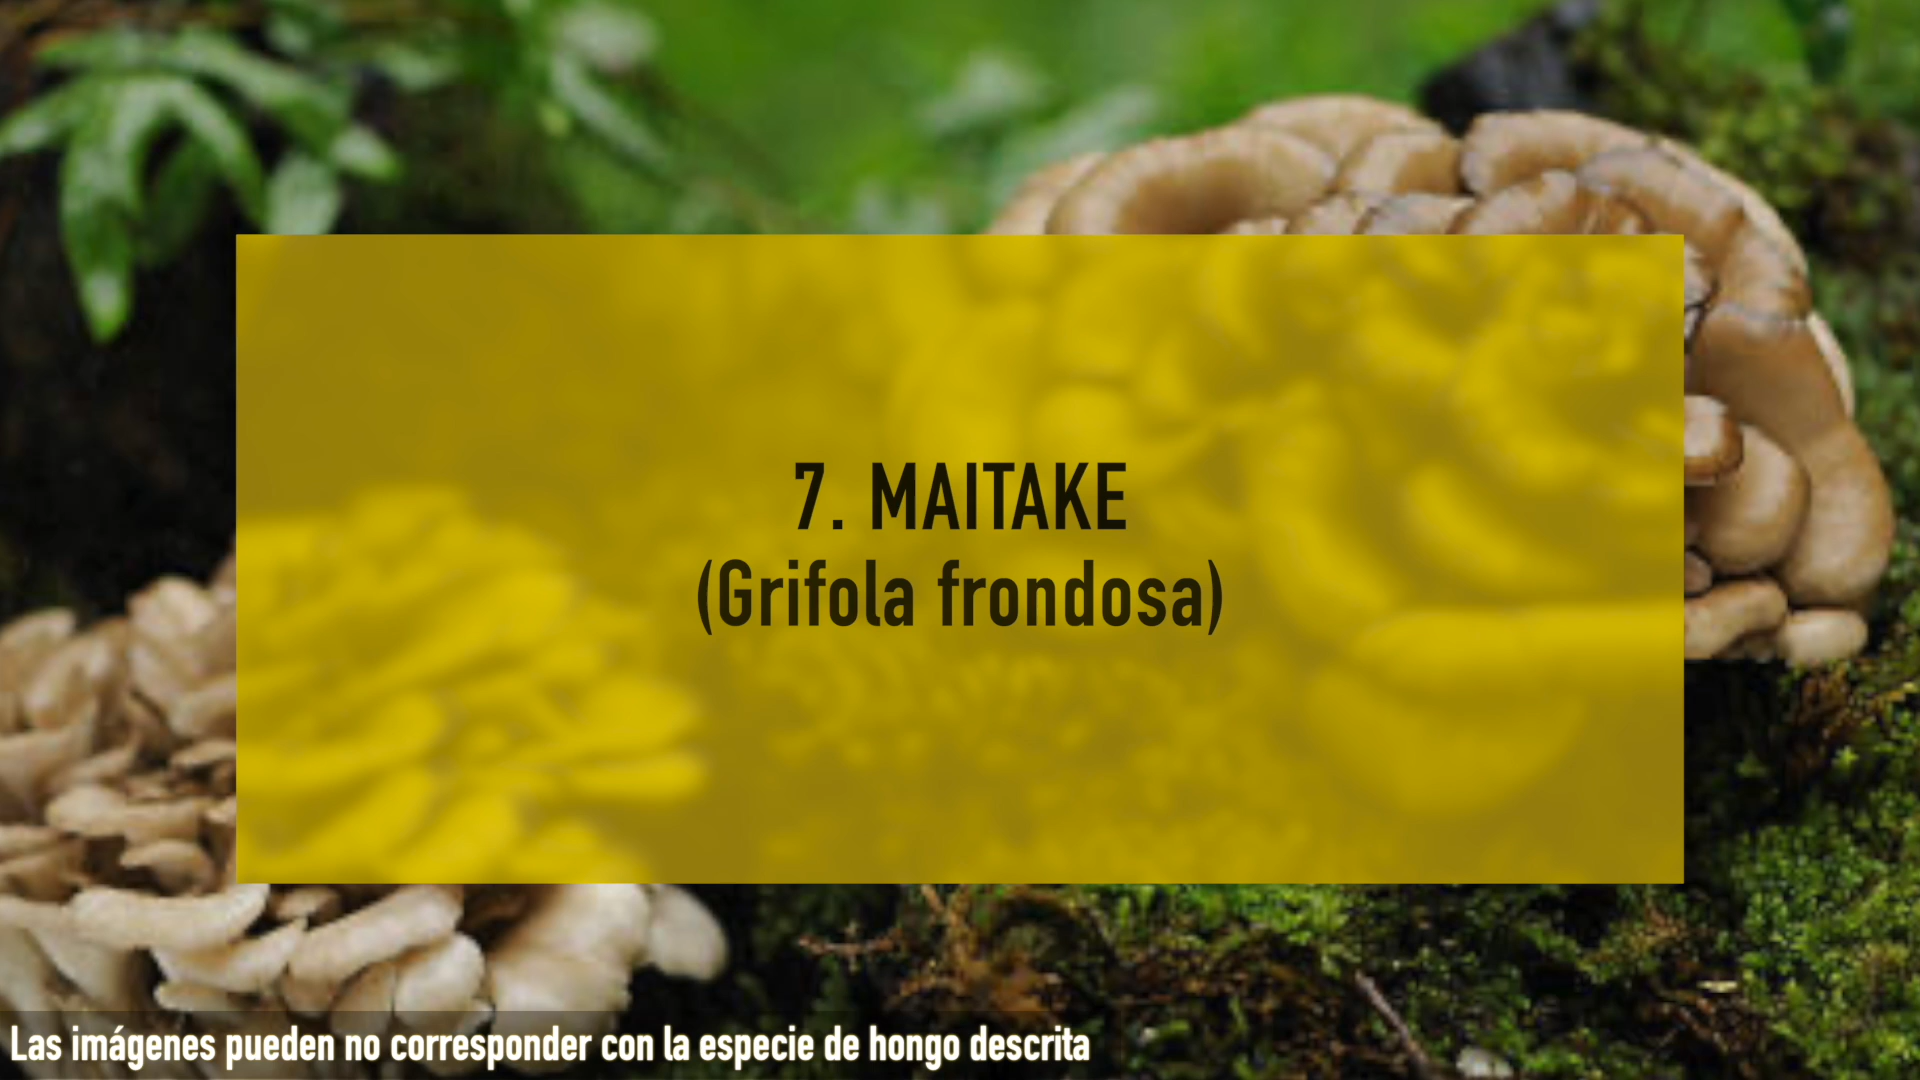 7. MAITAKE
(Grifola frondosa)
Las imágenes pueden no corresponder con la especie de hongo descrita